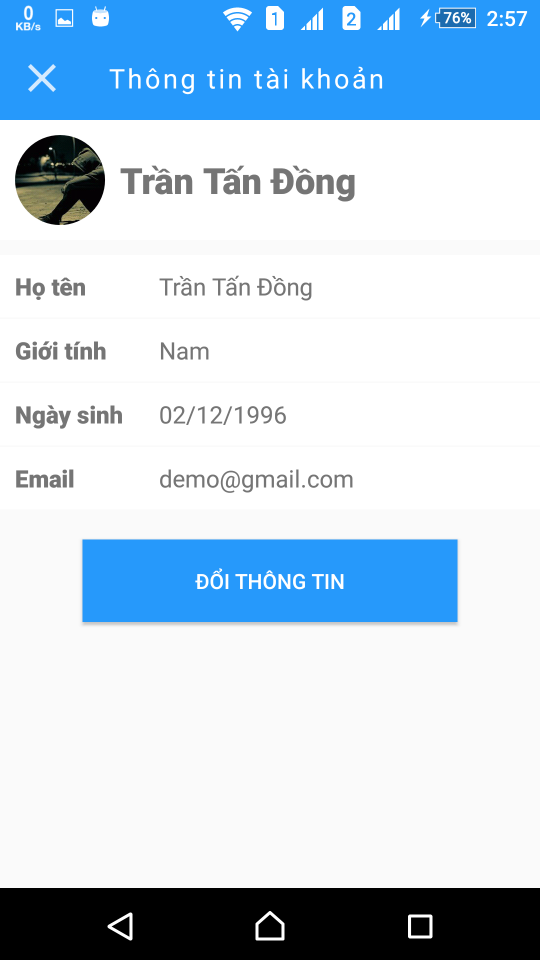 0 KB/s 1 2 76% 2:57
Thông tin tài khoản
Trần Tấn Đồng
Họ tên Trần Tấn Đồng
Giới tính Nam
Ngày sinh 02/12/1996
Email demo@gmail.com
ĐỔI THÔNG TIN